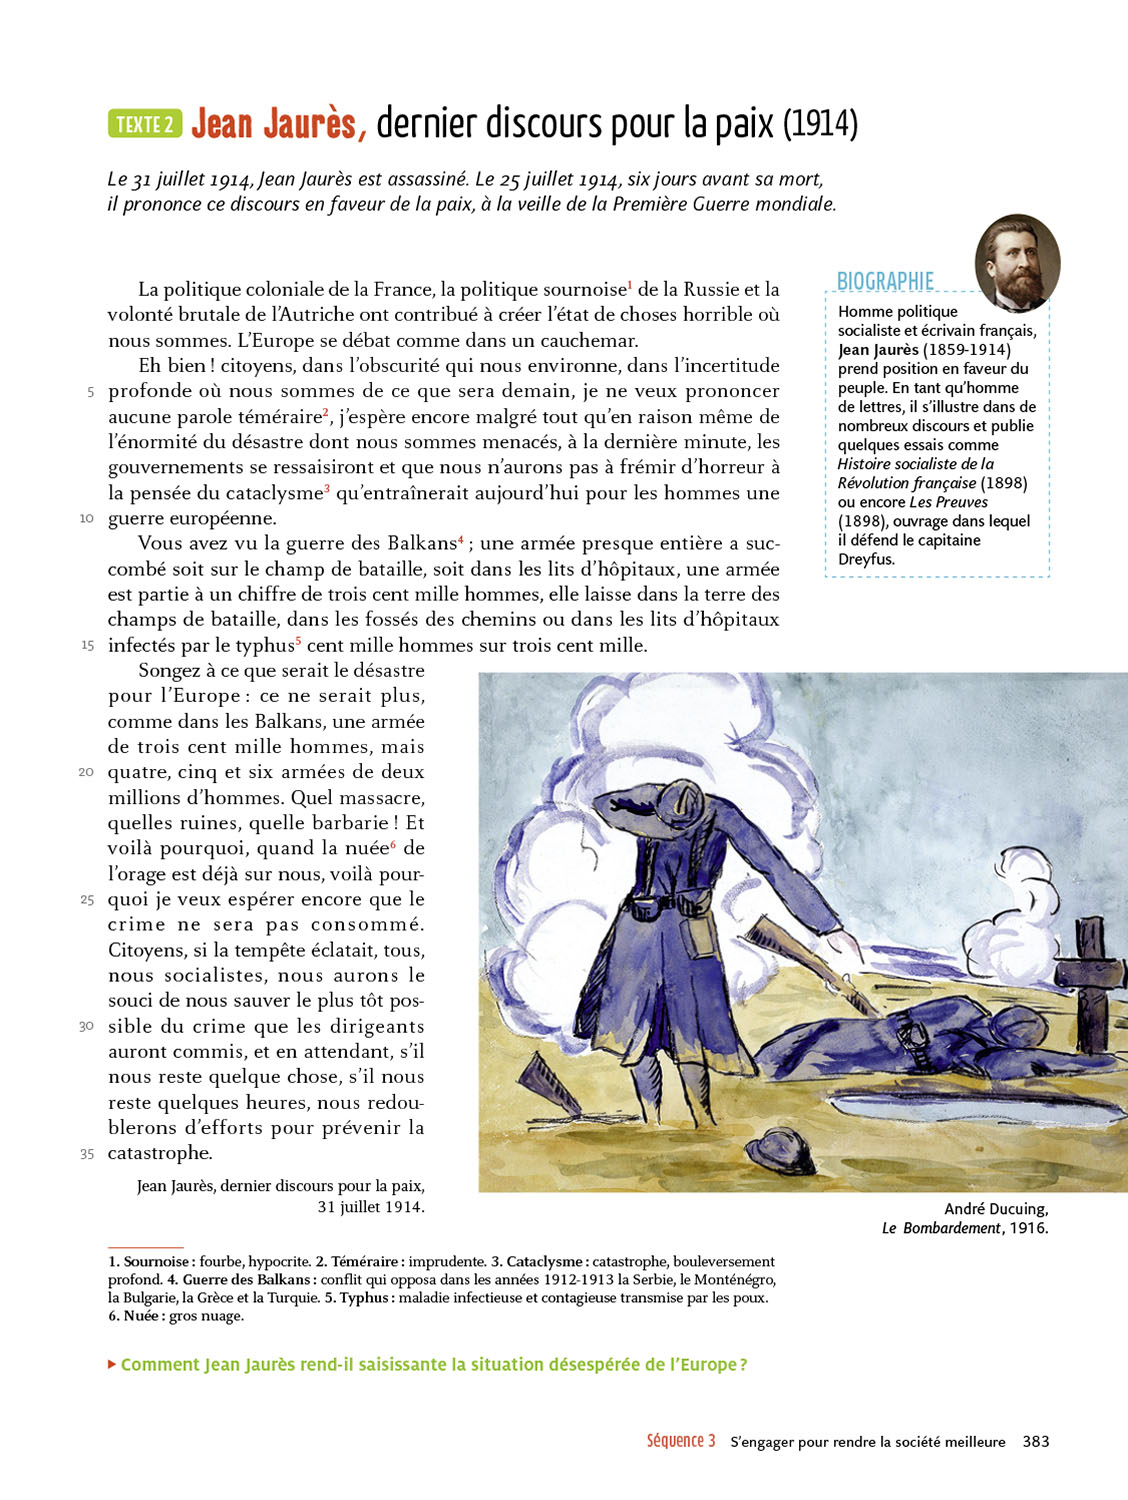 TEXTE 2 Jean Jaurès, dernier discours pour la paix (1914)
Le 31 juillet 1914, Jean Jaurès est assassiné. Le 25 juillet 1914, six jours avant sa mort,
il prononce ce discours en faveur de la paix, à la veille de la Première Guerre mondiale.
La politique coloniale de la France, la politique sournoise1 de la Russie et la
volonté brutale de l'Autriche ont contribué à créer l'état de choses horrible où
nous sommes. L'Europe se débat comme dans un cauchemar.
Eh bien ! citoyens, dans l'obscurité qui nous environne, dans l'incertitude
5 profonde où nous sommes de ce que sera demain, je ne veux prononcer
aucune parole téméraire2, j'espère encore malgré tout qu'en raison même de
l'énormité du désastre dont nous sommes menacés, à la dernière minute, les
gouvernements se ressaisiront et que nous n'aurons pas à frémir d'horreur à
la pensée du cataclysme3 qu'entraînerait aujourd'hui pour les hommes une
10 guerre européenne.
Vous avez vu la guerre des Balkans4 ; une armée presque entière a suc-
combé soit sur le champ de bataille, soit dans les lits d'hôpitaux, une armée
est partie à un chiffre de trois cent mille hommes, elle laisse dans la terre des
champs de bataille, dans les fossés des chemins ou dans les lits d'hôpitaux
15 infectés par le typhus5 cent mille hommes sur trois cent mille.
Songez à ce que serait le désastre
pour l'Europe : ce ne serait plus,
comme dans les Balkans, une armée
de trois cent mille hommes, mais
20 quatre, cinq et six armées de deux
millions d'hommes. Quel massacre,
quelles ruines, quelle barbarie ! Et
voilà pourquoi, quand la nuée6 de
l'orage est déjà sur nous, voilà pour-
25 quoi je veux espérer encore que le
crime ne sera pas consommé.
Citoyens, si la tempête éclatait, tous,
nous socialistes, nous aurons le
souci de nous sauver le plus tôt pos-
30 sible du crime que les dirigeants
auront commis, et en attendant, s'il
nous reste quelque chose, s'il nous
reste quelques heures, nous redou-
blerons d'efforts pour prévenir la
35 catastrophe.
Jean Jaurès, dernier discours pour la paix,
31 juillet 1914.
BIOGRAPHIE
Homme politique
socialiste et écrivain français,
Jean Jaurès (1859-1914)
prend position en faveur du
peuple. En tant qu'homme
de lettres, il s'illustre dans de
nombreux discours et publie
quelques essais comme
Histoire socialiste de la
Révolution française (1898)
ou encore Les Preuves
(1898), ouvrage dans lequel
il défend le capitaine
Dreyfus.
André Ducuing,
Le Bombardement, 1916.
1. Sournoise : fourbe, hypocrite. 2. Téméraire : imprudente. 3. Cataclysme : catastrophe, bouleversement
profond. 4. Guerre des Balkans : conflit qui opposa dans les années 1912-1913 la Serbie, le Monténégro,
la Bulgarie, la Grèce et la Turquie. 5. Typhus : maladie infectieuse et contagieuse transmise par les poux.
6. Nuée : gros nuage.
Comment Jean Jaurès rend-il saisissante la situation désespérée de l'Europe ?
Séquence 3 S'engager pour rendre la société meilleure 383